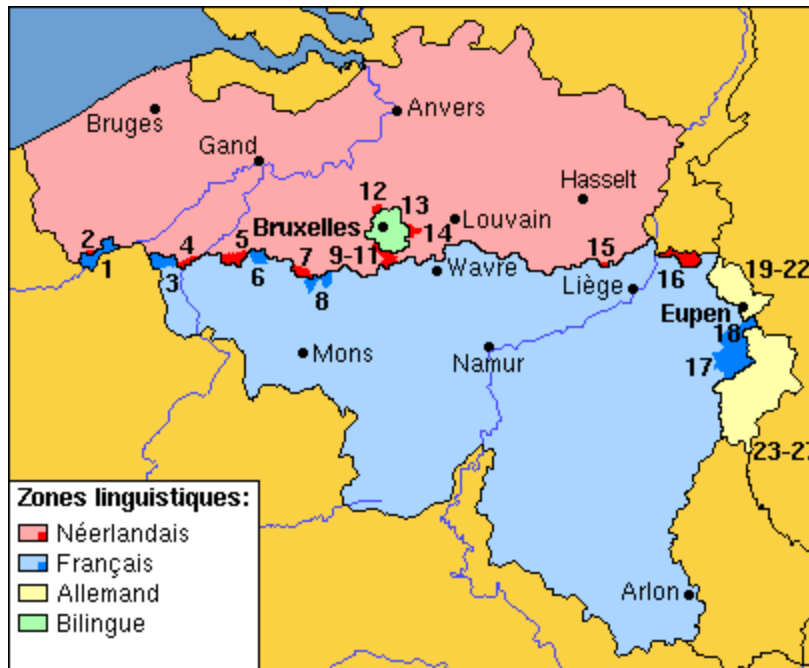 Bruges
Anvers
Gand
Hasselt
12
13
Bruxelles
Louvain
14
2
1
3
4
5
6
7
8
9-11
Wavre
15
16
Liège
19-22
Eupen
18
17
Mons
Namur
23-27
Arlon
Zones linguistiques:
Néerlandais
Français
Allemand
Bilingue